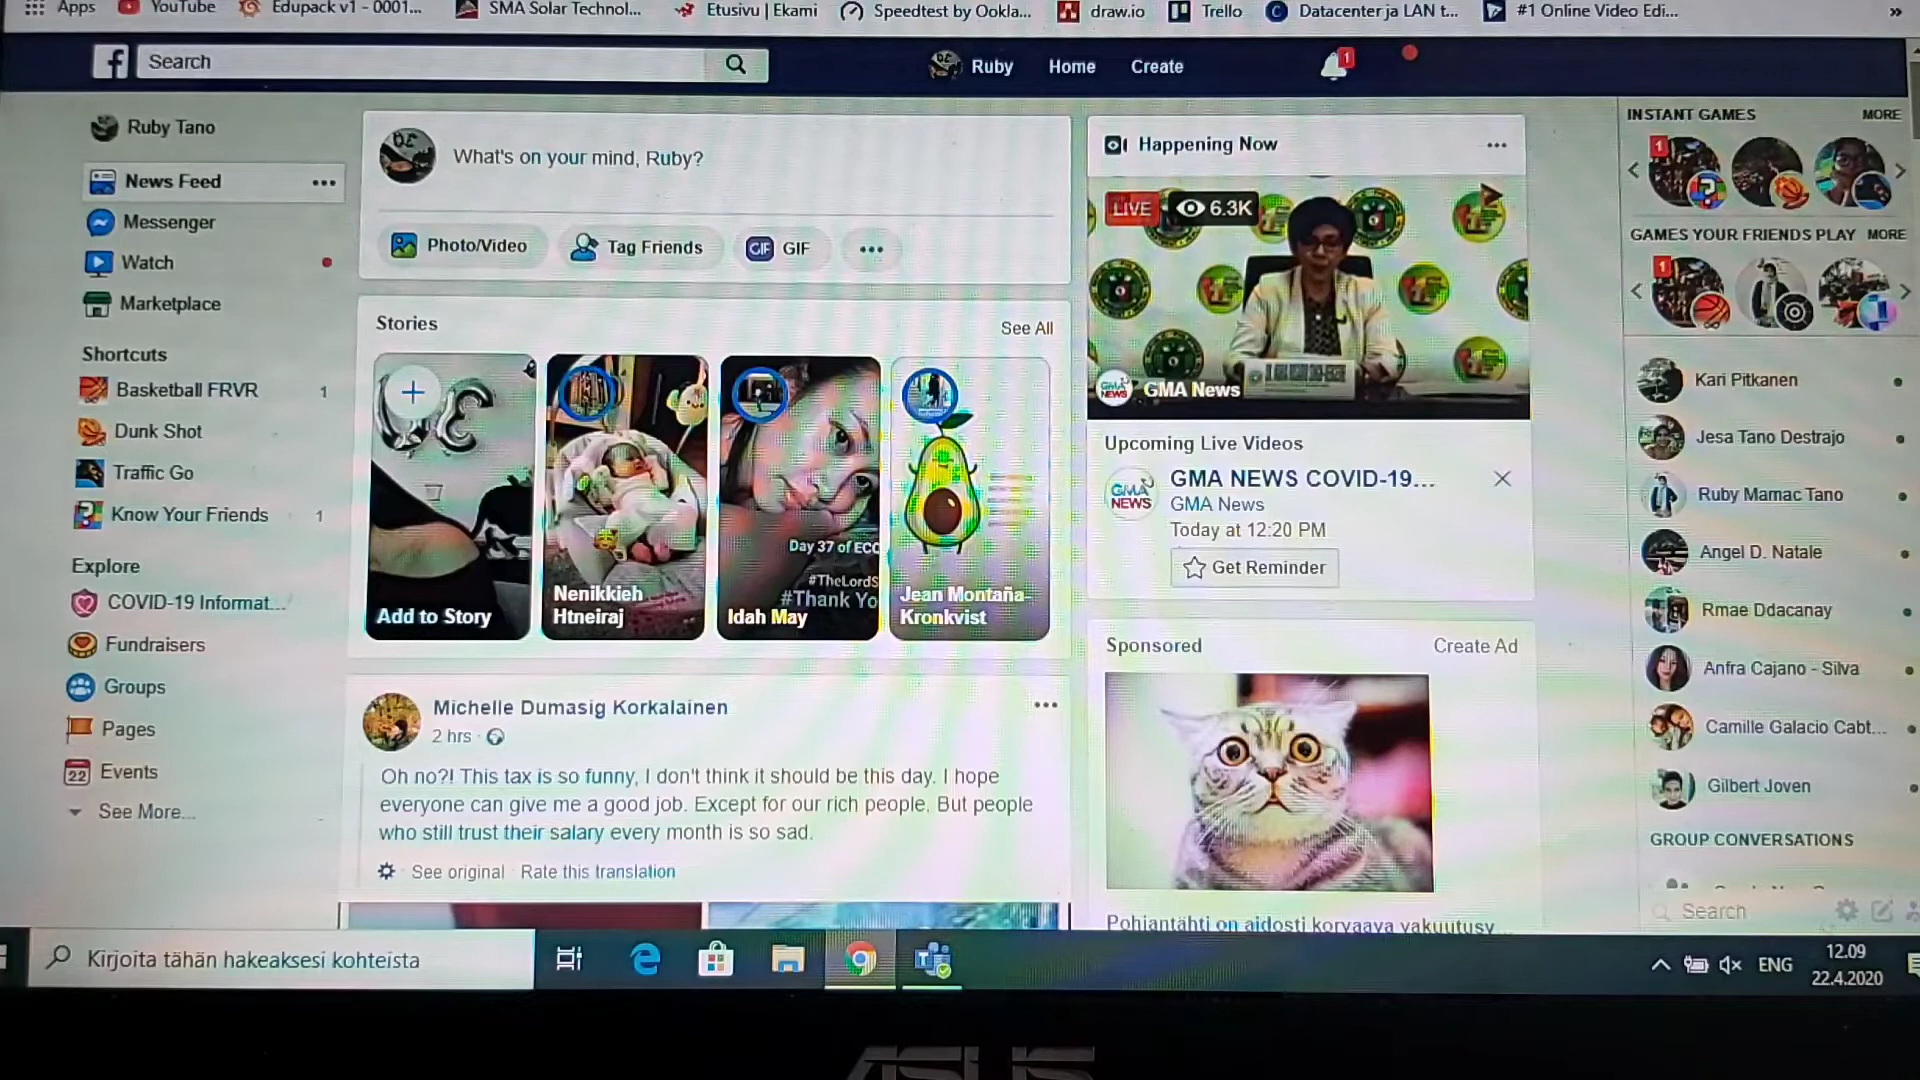 Apps YouTube Edupack v1 - 0001... SMA Solar Technol... Etusivu | Ekami Speedtest by Ookla... draw.io Trello Datacenter ja LAN t... #1 Online Video Edi... »
Search
Ruby Home Create
1
Ruby Tano
News Feed
Messenger
Watch
Marketplace
Shortcuts
Basketball FRVR 1
Dunk Shot
Traffic Go
Know Your Friends 1
Explore
COVID-19 Informat...
Fundraisers
Groups
Pages
22 Events
See More...
What's on your mind, Ruby?
Photo/Video Tag Friends GIF GIF
Stories
See All
Add to Story
Nenikkieh
Htneiraj
Day 37 of ECQ
#TheLordS
#Thank Yo
Idah May
Jean Montaña-
Kronkvist
Michelle Dumasig Korkalainen
2 hrs ·
Oh no?! This tax is so funny, I don't think it should be this day. I hope
everyone can give me a good job. Except for our rich people. But people
who still trust their salary every month is so sad.
See original · Rate this translation
Happening Now
LIVE 6.3K
GMA NEWS GMA News
Upcoming Live Videos
GMA NEWS
GMA NEWS COVID-19...
GMA News
Today at 12:20 PM
Get Reminder
Sponsored Create Ad
Pohjantähti on aidosti korvaava vakuutusy...
INSTANT GAMES MORE
1
GAMES YOUR FRIENDS PLAY MORE
1
Kari Pitkanen
Jesa Tano Destrajo
Ruby Mamac Tano
Angel D. Natale
Rmae Ddacanay
Anfra Cajano - Silva
Camille Galacio Cabt...
Gilbert Joven
GROUP CONVERSATIONS
Search
Kirjoita tähän hakeaksesi kohteista
ENG
12.09
22.4.2020
ASUS